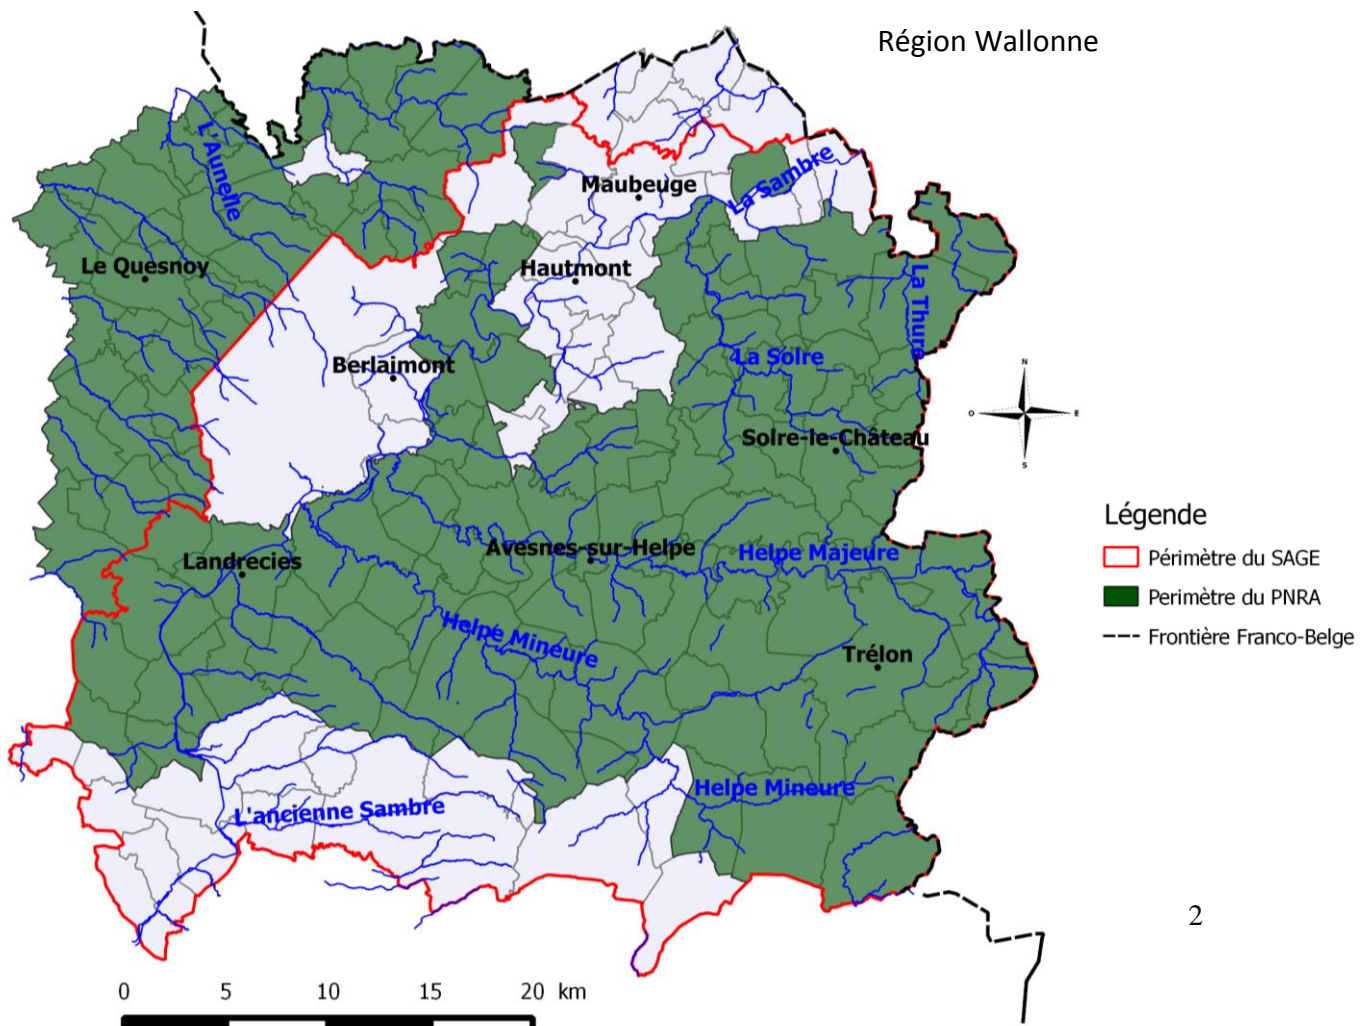 Région Wallonne
L'Aunelle
Maubeuge
La Sambre
Le Quesnoy
Hautmont
La Thure
Berlaimont
La Solre
Solre-le-Château
N
O
E
S
Légende
Périmètre du SAGE
Perimètre du PNRA
Frontière Franco-Belge
Landrecies
Avesnes-sur-Helpe
Helpe Majeure
Helpe Mineure
Trélon
Helpe Mineure
L'ancienne Sambre
2
0 5 10 15 20 km